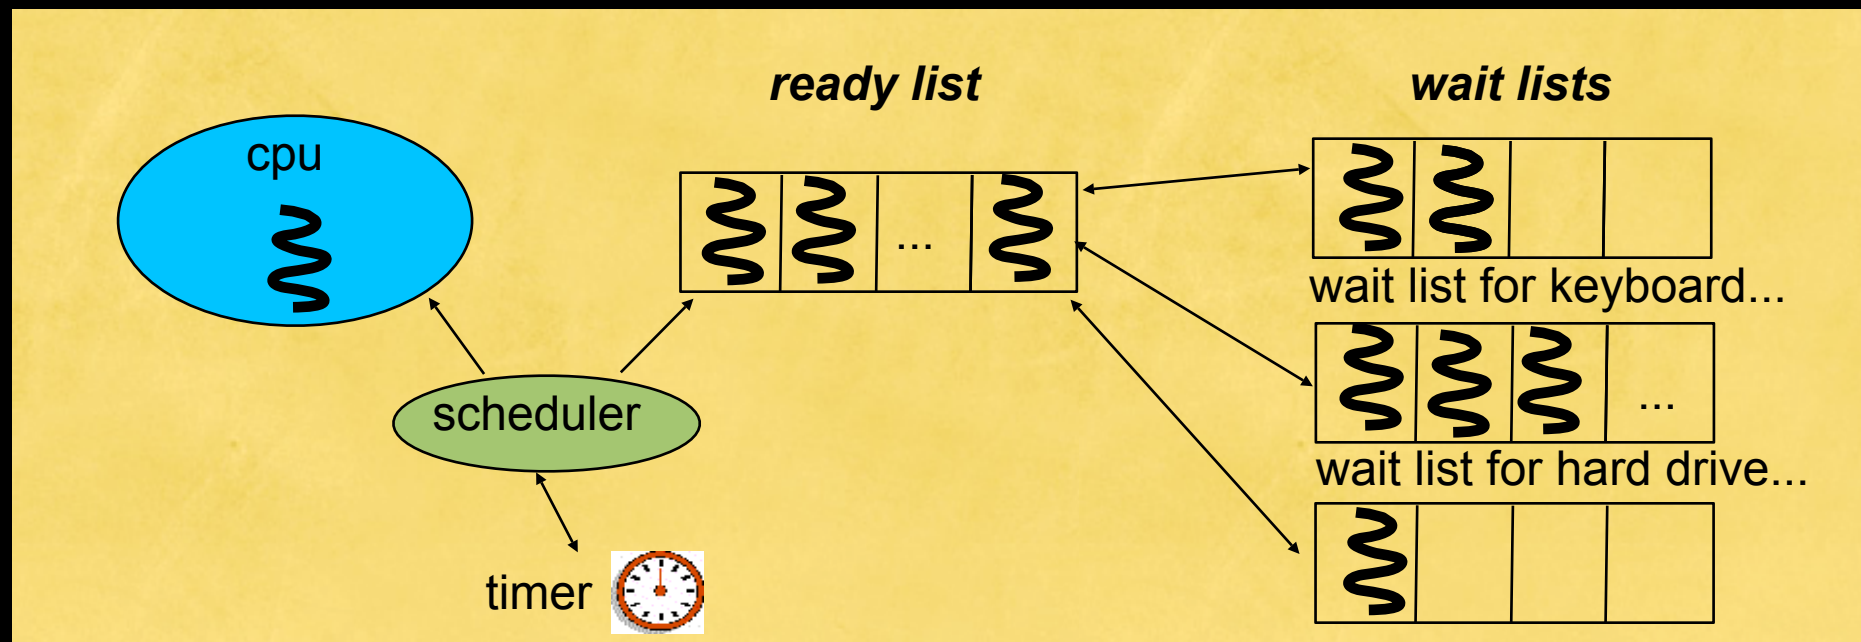 ready list
wait lists
cpu
...
wait list for keyboard...
scheduler
...
wait list for hard drive...
timer